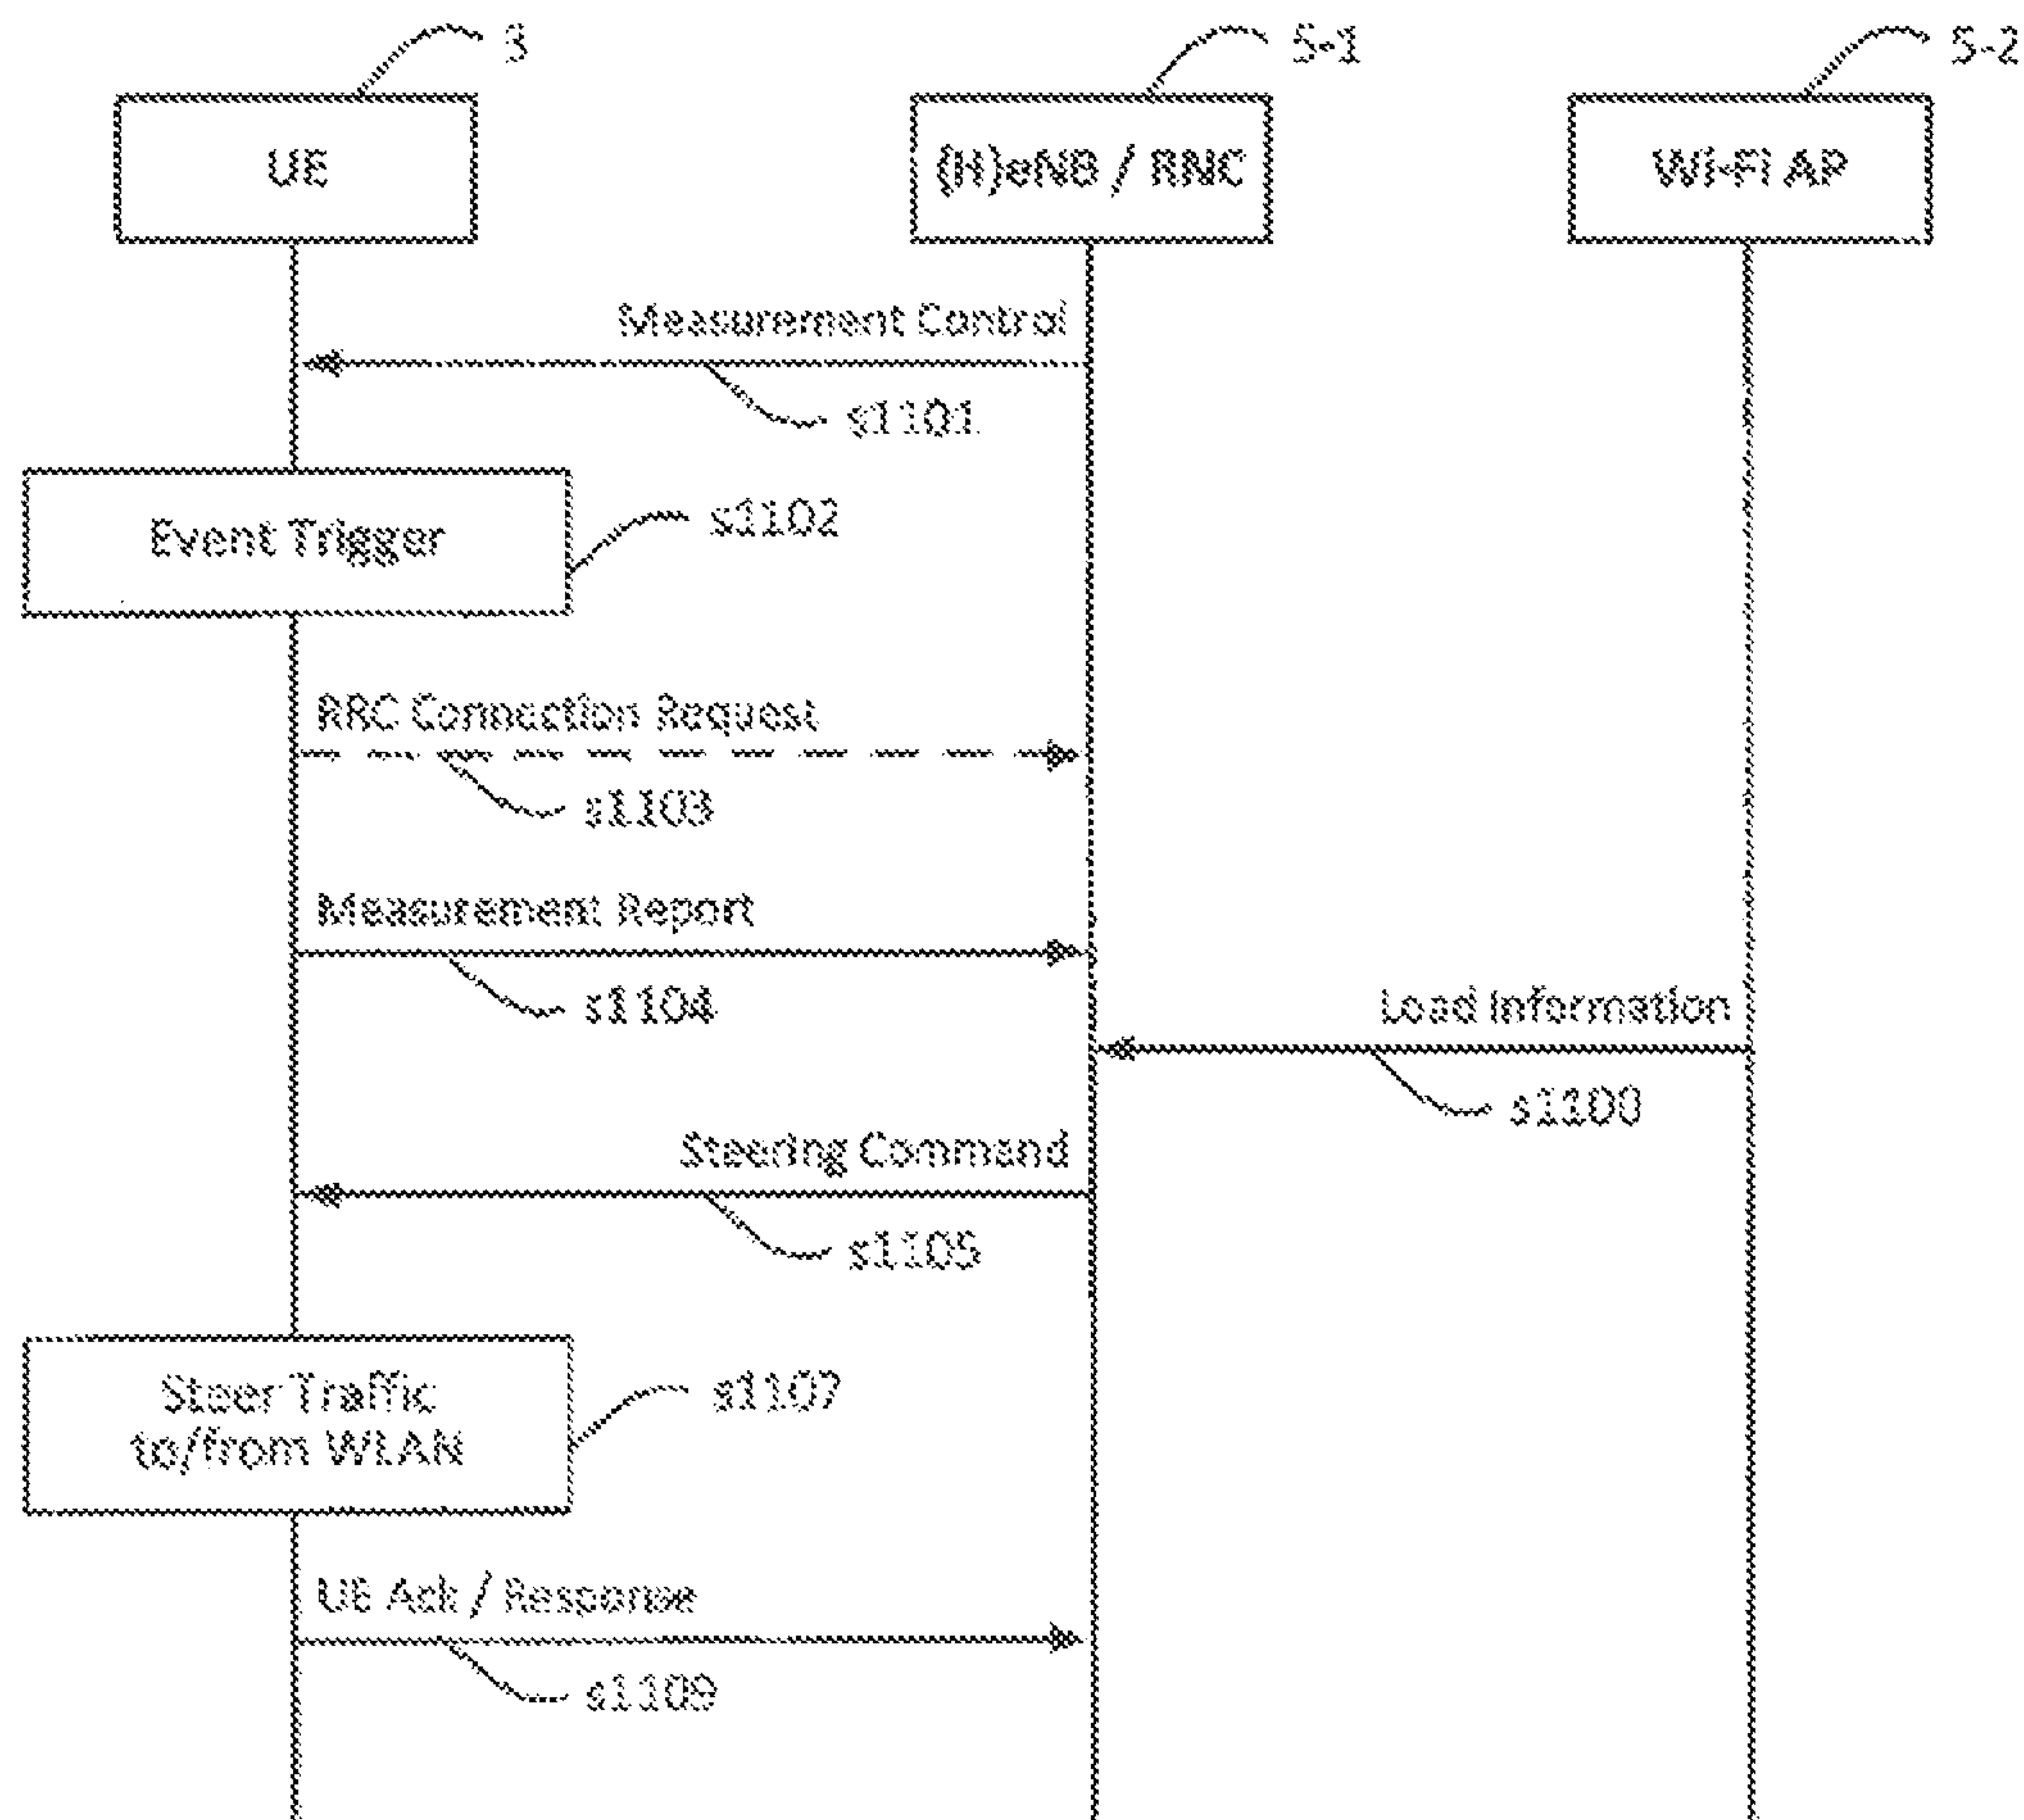 3
5-1
5-2
UE
(H)eNB / RNC
Wi-Fi AP
Measurement Control
s1101
Event Trigger
s1102
RRC Connection Request
s1103
Measurement Report
s1104
Load Information
s1100
Steering Command
s1105
Steer Traffic
to/from WLAN
s1107
UE Ack / Response
s1109